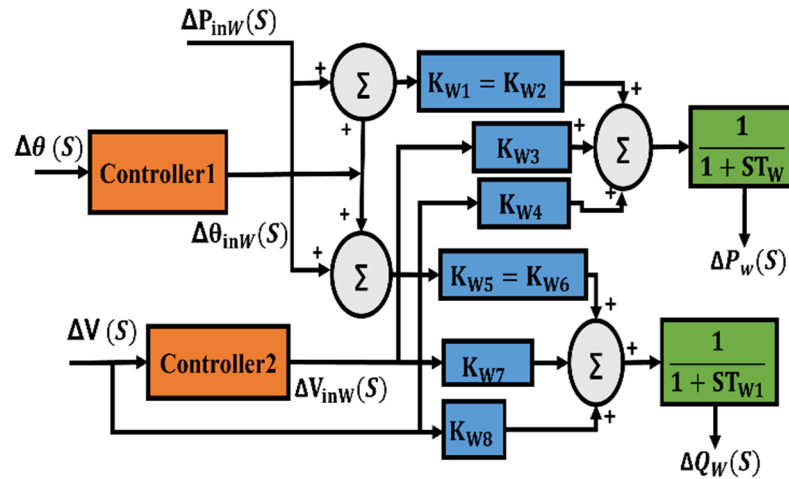 ΔP_inW(S)
+
Σ
+
K_W1 = K_W2
+
Δθ (S)
Controller1
Δθ_inW(S)
K_W3
+
Σ
K_W4
+
1
1 + ST_W
ΔP_w(S)
+
+
Σ
K_W5 = K_W6
+
ΔV (S)
Controller2
ΔV_inW(S)
K_W7
+
Σ
+
K_W8
+
1
1 + ST_W1
ΔQ_W(S)